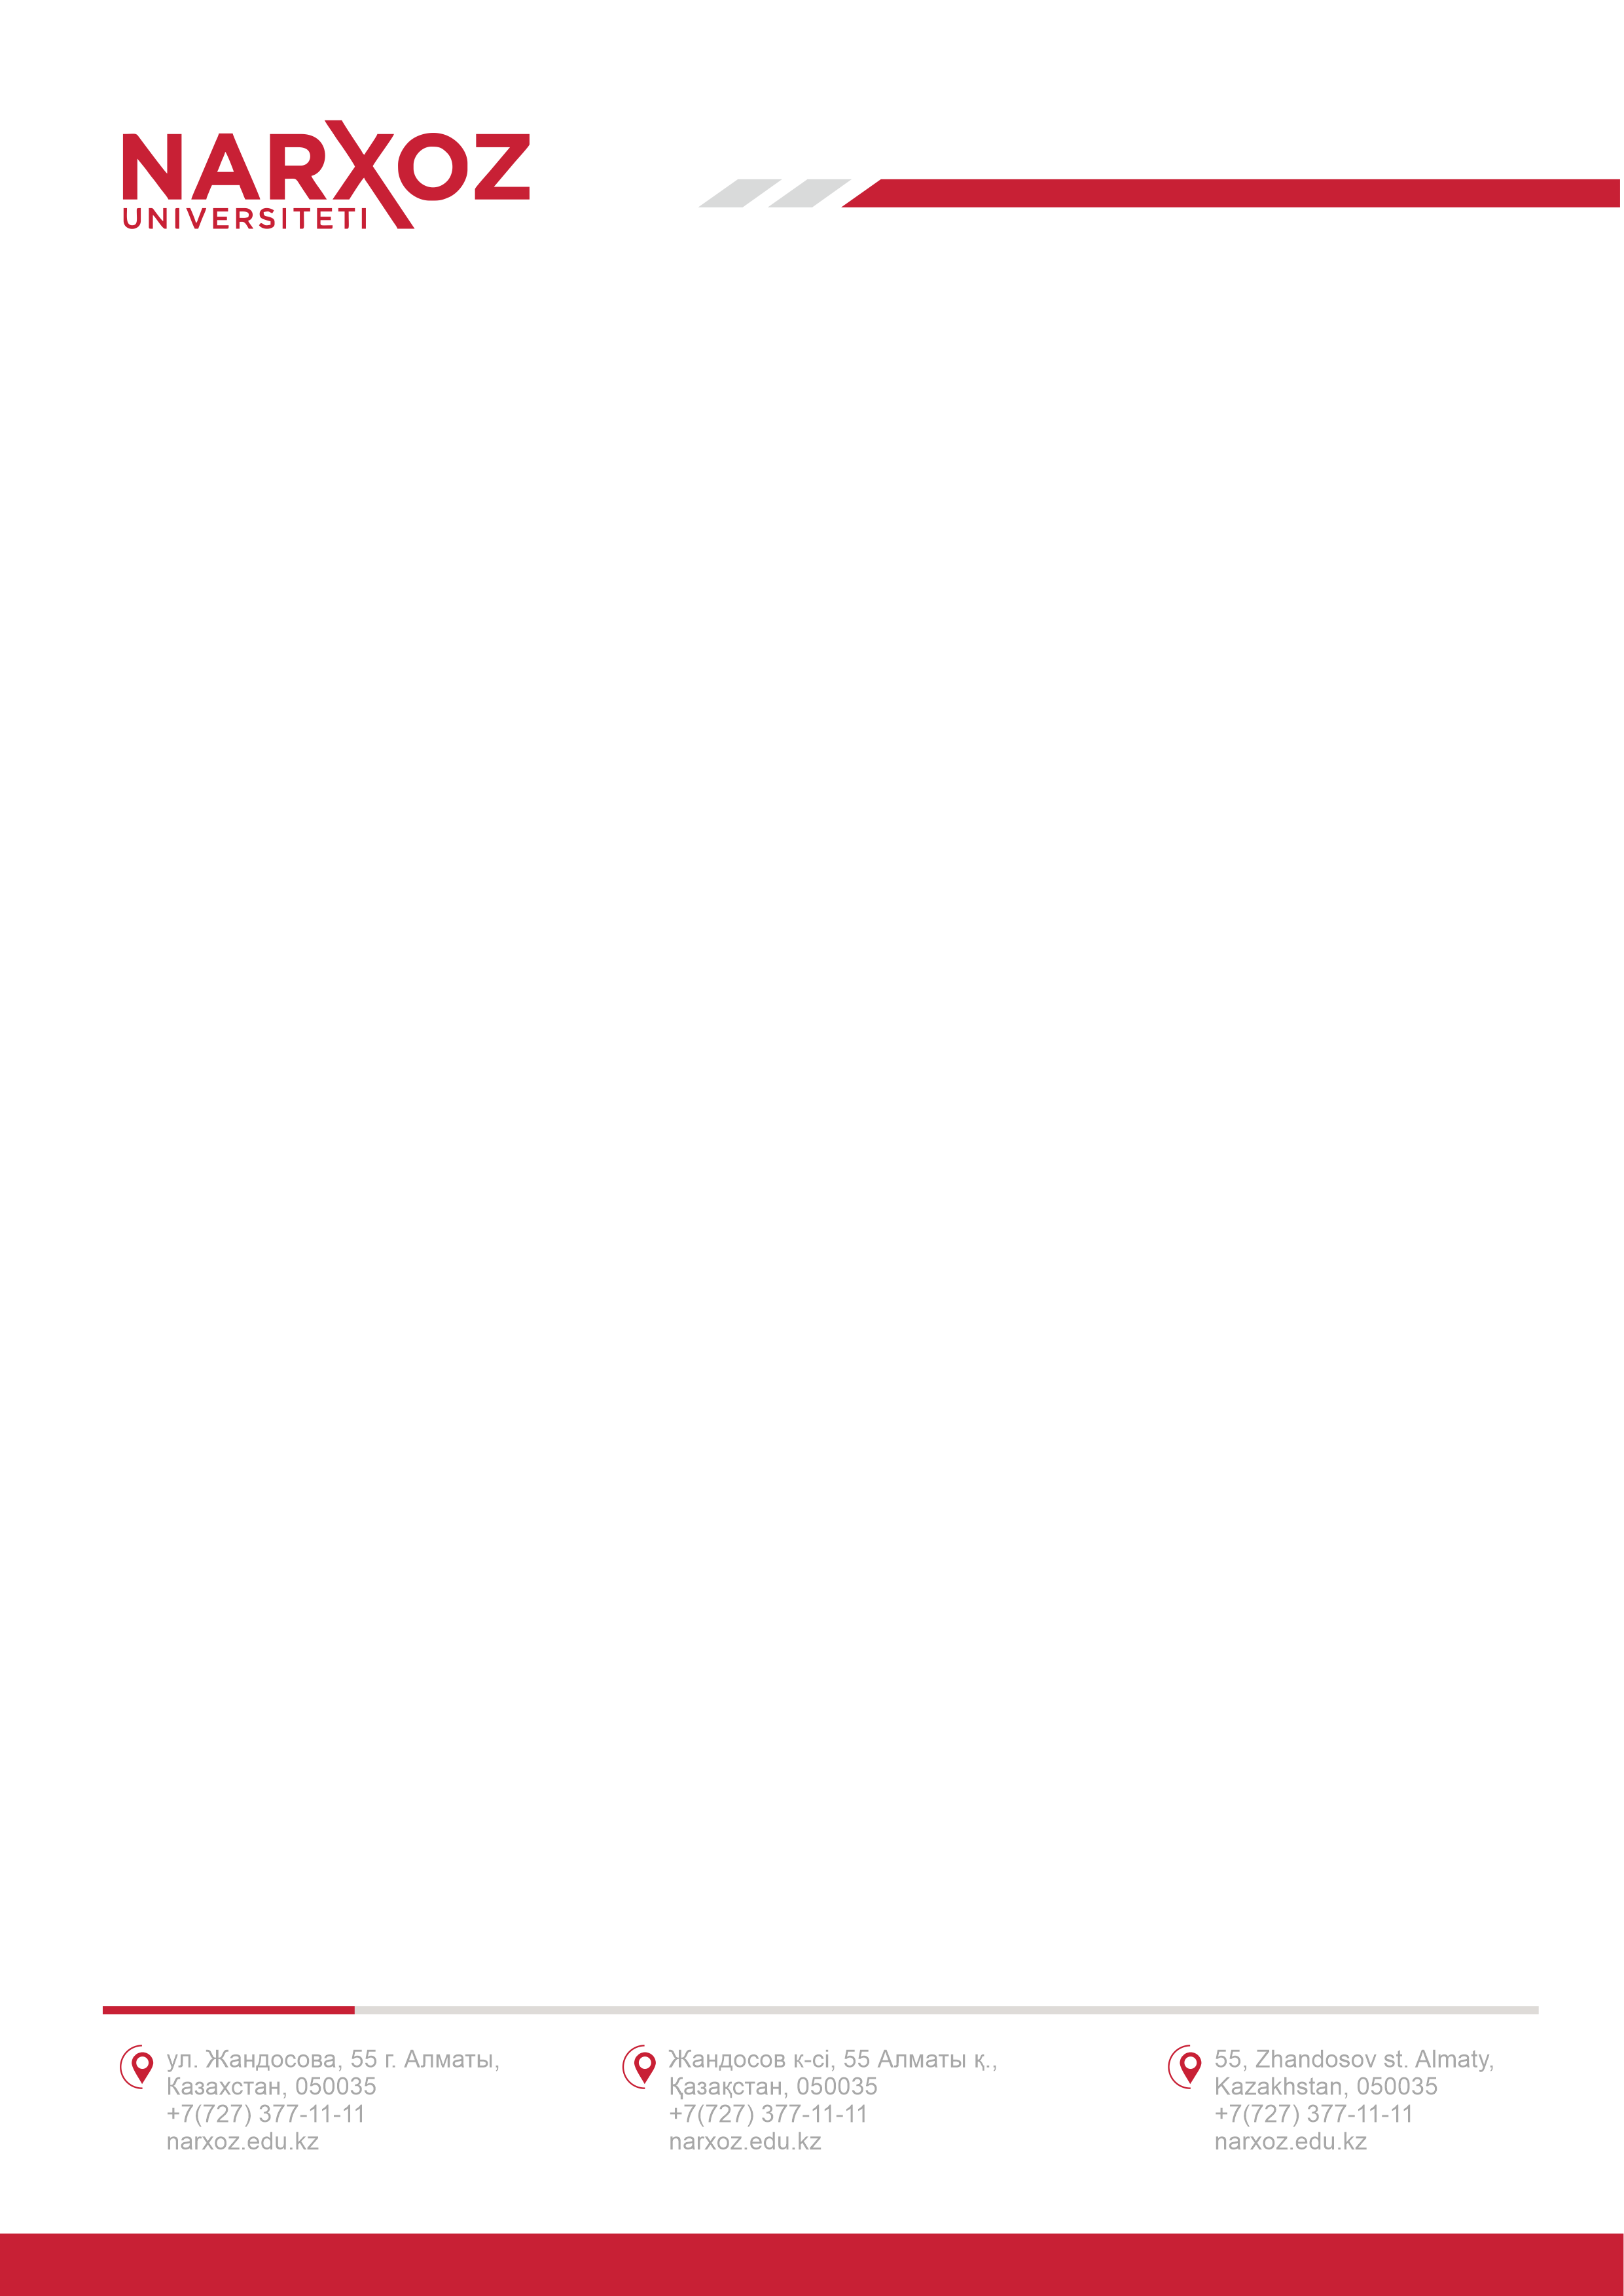 NARXOZ
UNIVERSITETI
ул. Жандосова, 55 г. Алматы,
Казахстан, 050035
+7(727) 377-11-11
narxoz.edu.kz
Жандосов к-сі, 55 Алматы қ.,
Қазақстан, 050035
+7(727) 377-11-11
narxoz.edu.kz
55, Zhandosov st. Almaty,
Kazakhstan, 050035
+7(727) 377-11-11
narxoz.edu.kz